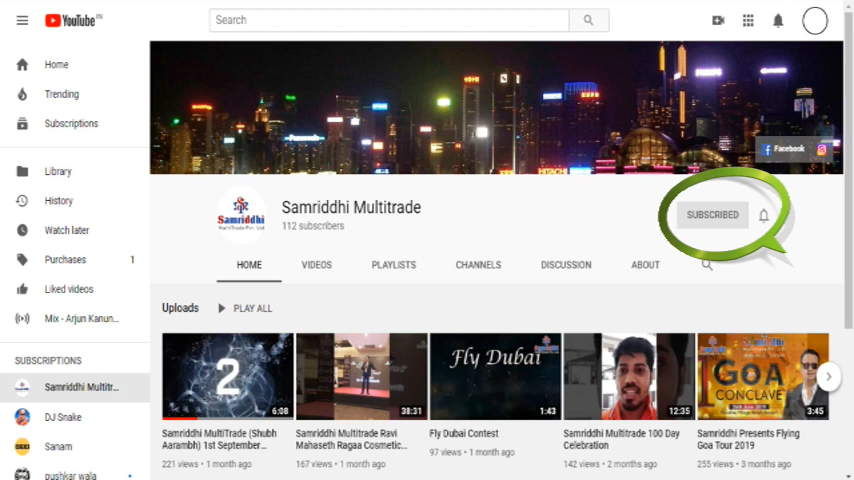 YouTube IN
Search
Home
Trending
Subscriptions
Library
History
Watch later
Purchases 1
Liked videos
Mix - Arjun Kanun...
SUBSCRIPTIONS
Samriddhi Multitr...
DJ Snake
Sanam
pushkar wala
HITACHI
Facebook
Samriddhi
Samriddhi Multitrade
112 subscribers
SUBSCRIBED
HOME VIDEOS PLAYLISTS CHANNELS DISCUSSION ABOUT
Uploads PLAY ALL
2
6:08
38:31
Fly Dubai
1:43
12:35
GOA
CONCLAVE
3:45
Samriddhi MultiTrade (Shubh
Aarambh) 1st September...
221 views • 1 month ago
Samriddhi Multitrade Ravi
Mahaseth Ragaa Cosmetic...
167 views • 1 month ago
Fly Dubai Contest
97 views • 1 month ago
Samriddhi Multitrade 100 Day
Celebration
142 views • 2 months ago
Samriddhi Presents Flying
Goa Tour 2019
255 views • 3 months ago